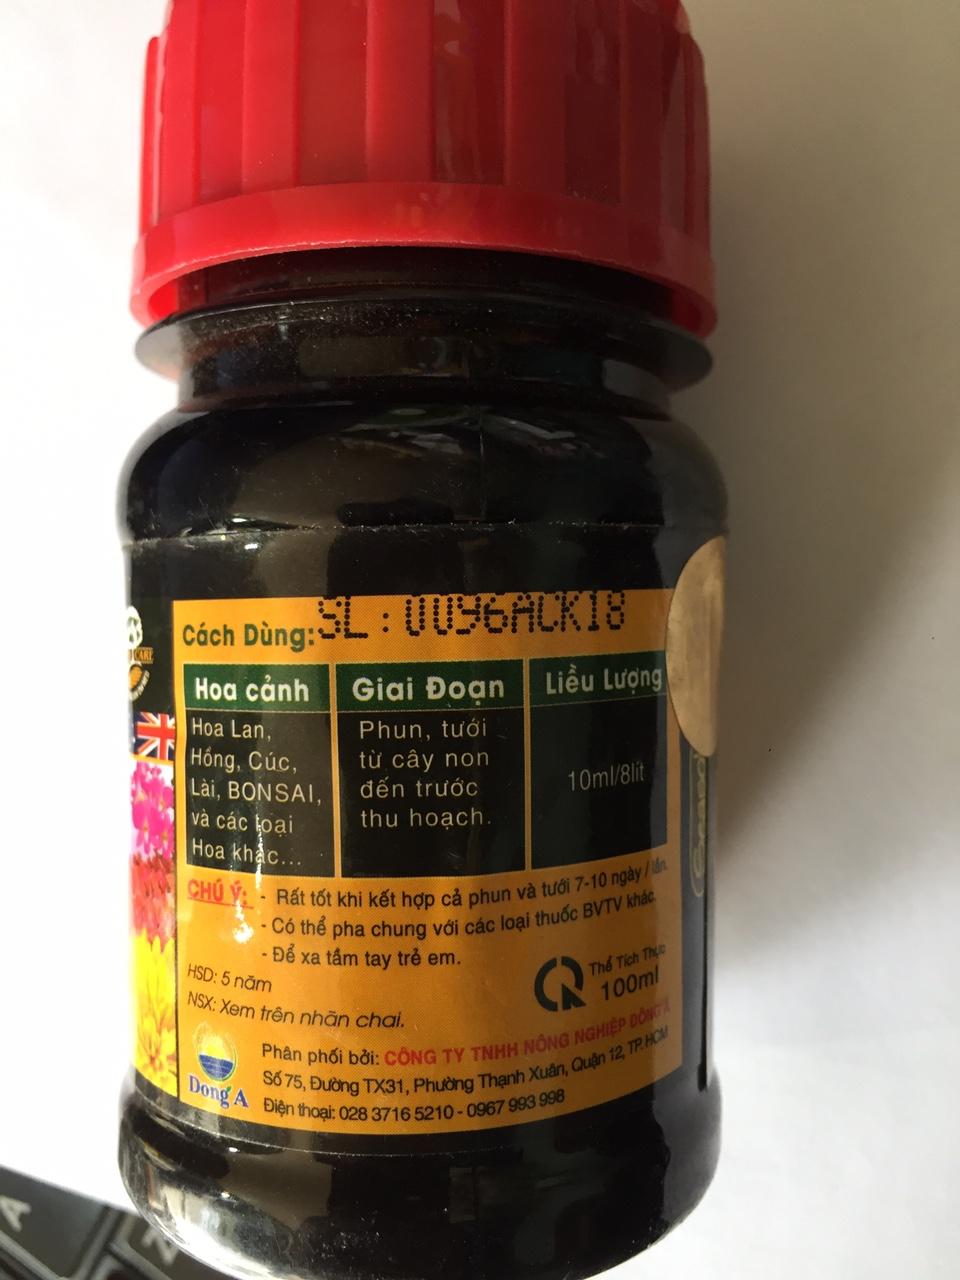 SL: 0096ACK18
Cách Dùng:
Hoa cảnh Giai Đoạn Liều Lượng
Hoa Lan,
Hồng, Cúc,
Lài, BONSAI,
và các loại
Hoa khác...
Phun, tưới
từ cây non
đến trước
thu hoạch.
10ml/8lít
CHÚ Ý: - Rất tốt khi kết hợp cả phun và tưới 7-10 ngày / lần.
- Có thể pha chung với các loại thuốc BVTV khác.
- Để xa tầm tay trẻ em.
HSD: 5 năm
NSX: Xem trên nhãn chai.
Thể Tích Thực
100ml
Phân phối bởi: CÔNG TY TNHH NÔNG NGHIỆP ĐÔNG Á
Số 75, Đường TX31, Phường Thạnh Xuân, Quận 12, TP. HCM
Điện thoại: 028 3716 5210 - 0967 993 998
Dong A
CARE
A
Z